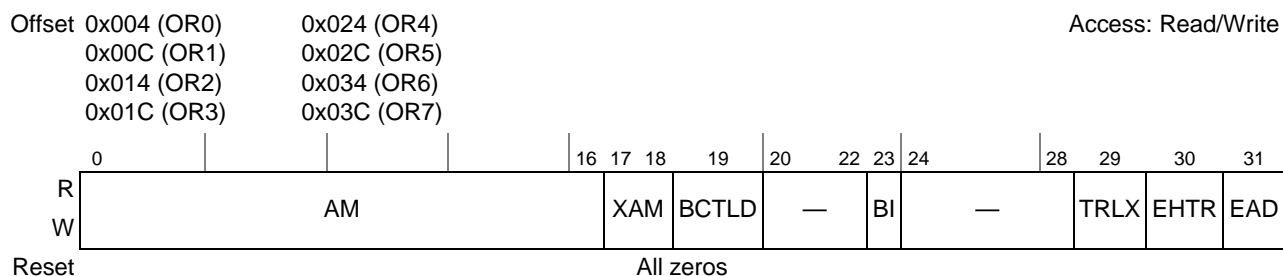 Offset 0x004 (OR0) 0x024 (OR4) Access: Read/Write
0x00C (OR1) 0x02C (OR5)
0x014 (OR2) 0x034 (OR6)
0x01C (OR3) 0x03C (OR7)
0 16 17 18 19 20 22 23 24 28 29 30 31
R
AM XAM BCTLD — BI — TRLX EHTR EAD
W
Reset All zeros